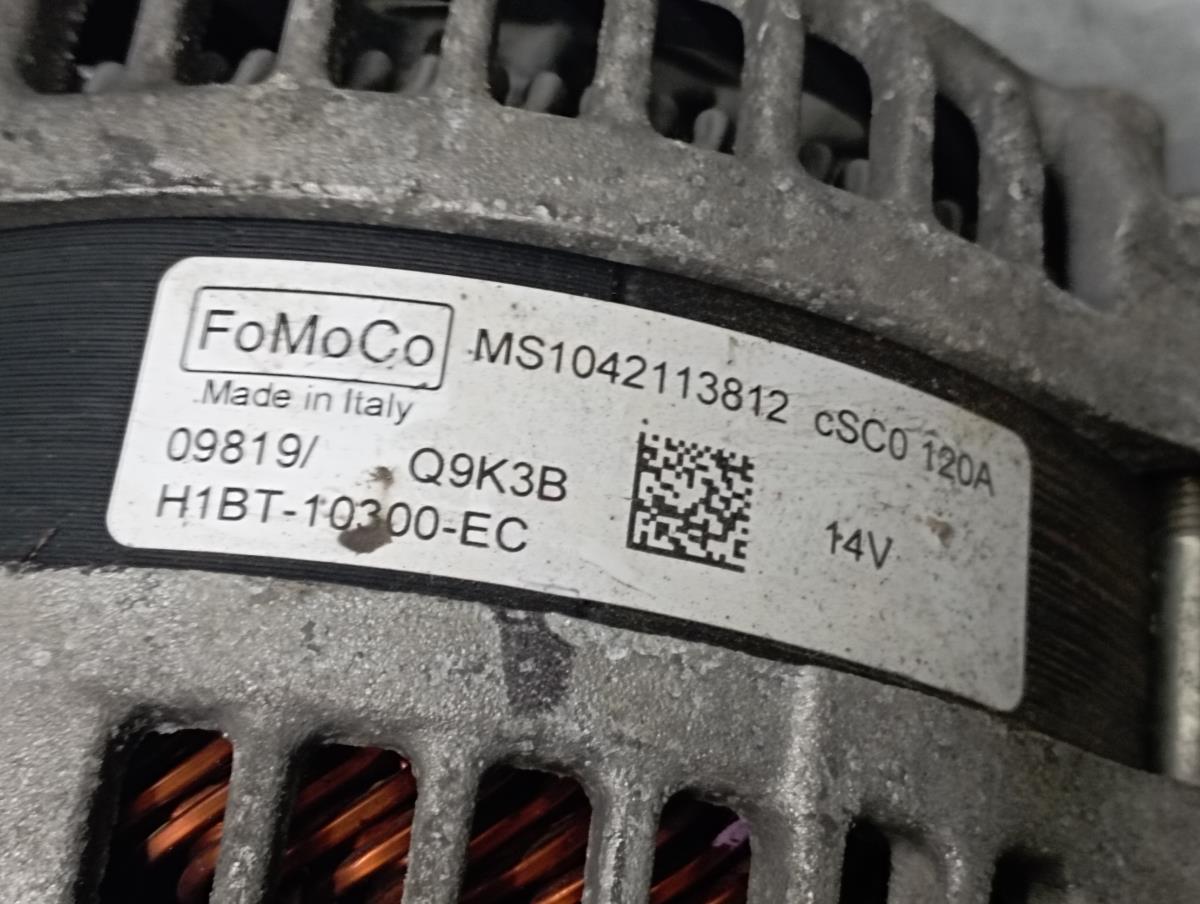 FoMoCo MS1042113812 cSC0 120A
Made in Italy
09819/ Q9K3B 14V
H1BT-10300-EC